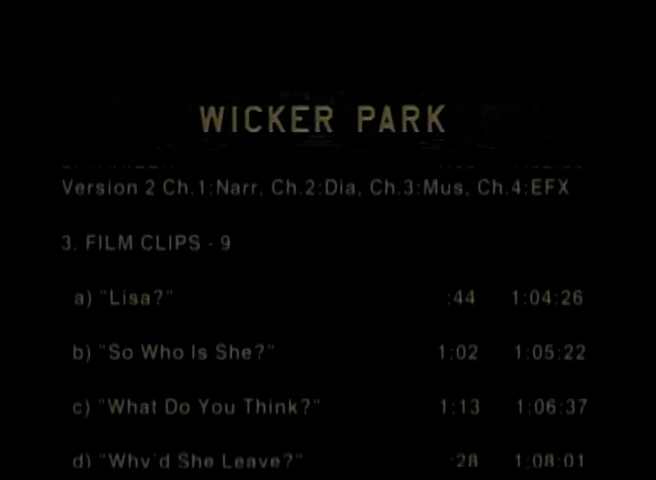 WICKER PARK
Version 2 Ch.1:Narr, Ch.2:Dia, Ch.3:Mus, Ch.4:EFX
3. FILM CLIPS - 9
a) "Lisa?" :44 1:04:26
b) "So Who Is She?" 1:02 1:05:22
c) "What Do You Think?" 1:13 1:06:37
d) "Why'd She Leave?" :28 1:08:01